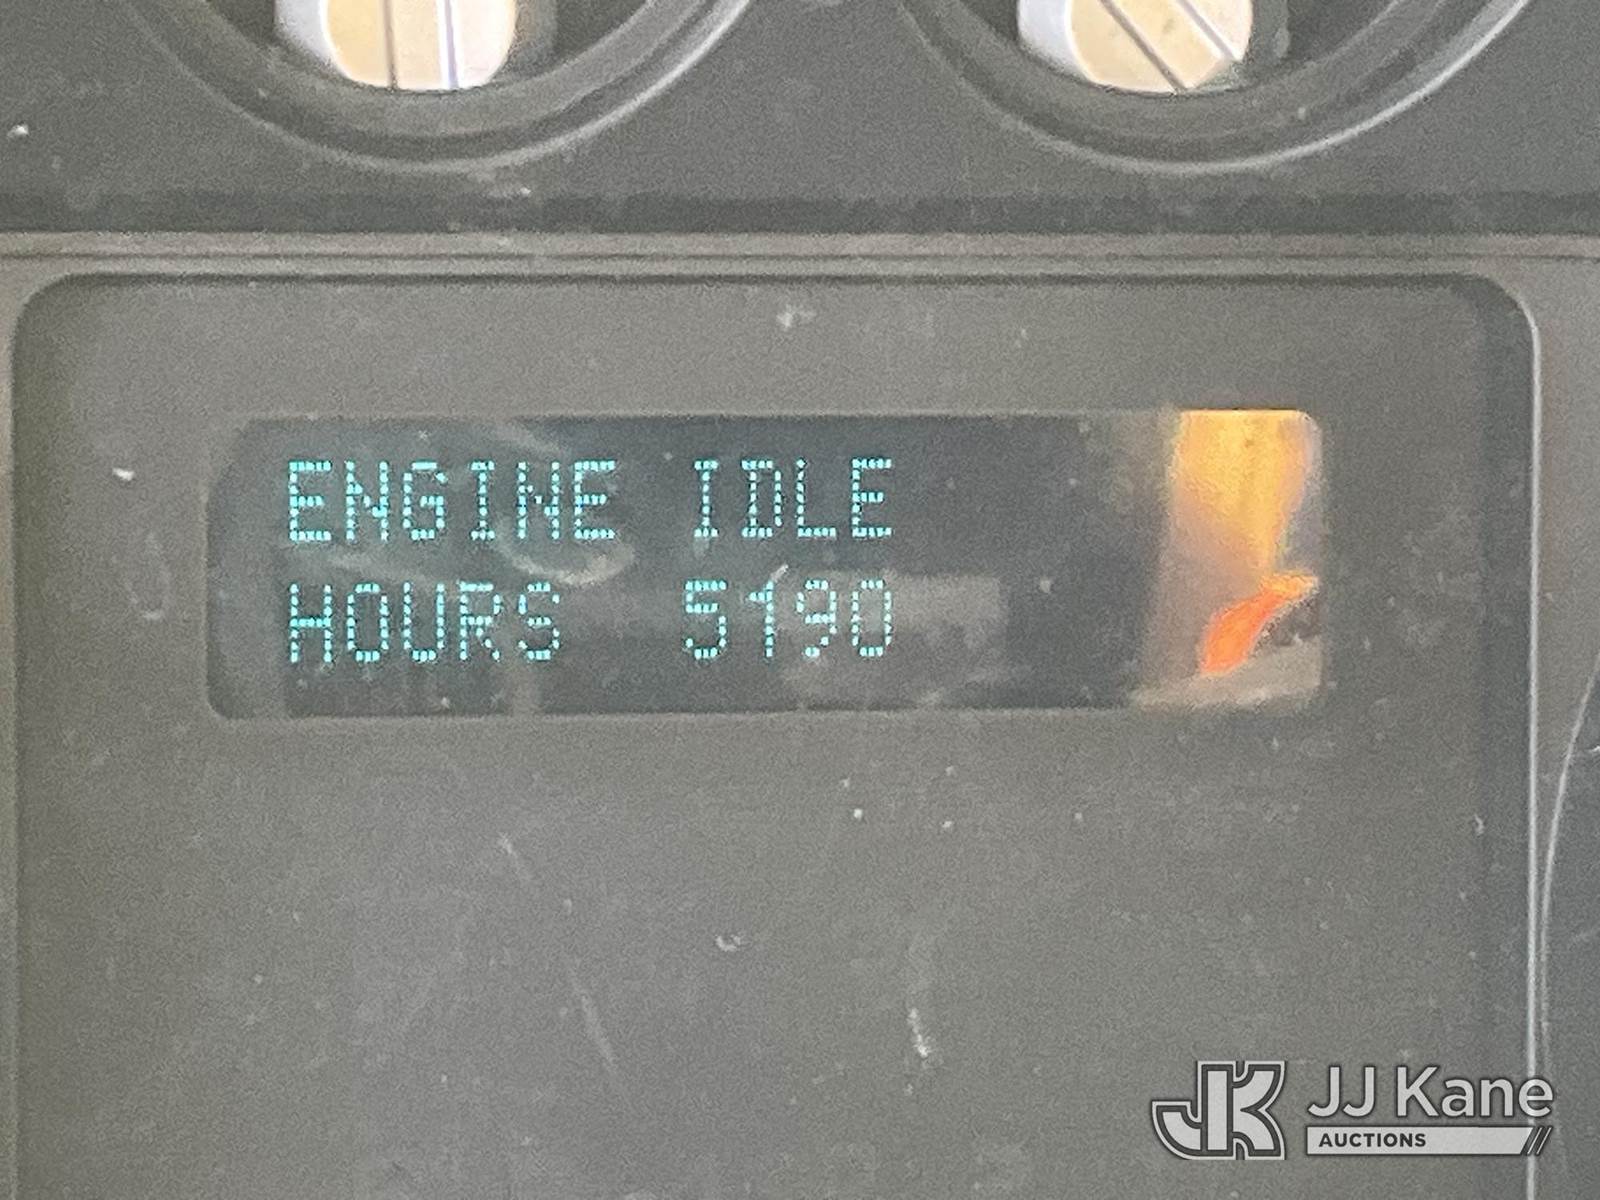 ENGINE IDLE
HOURS 5190
JJ Kane
AUCTIONS